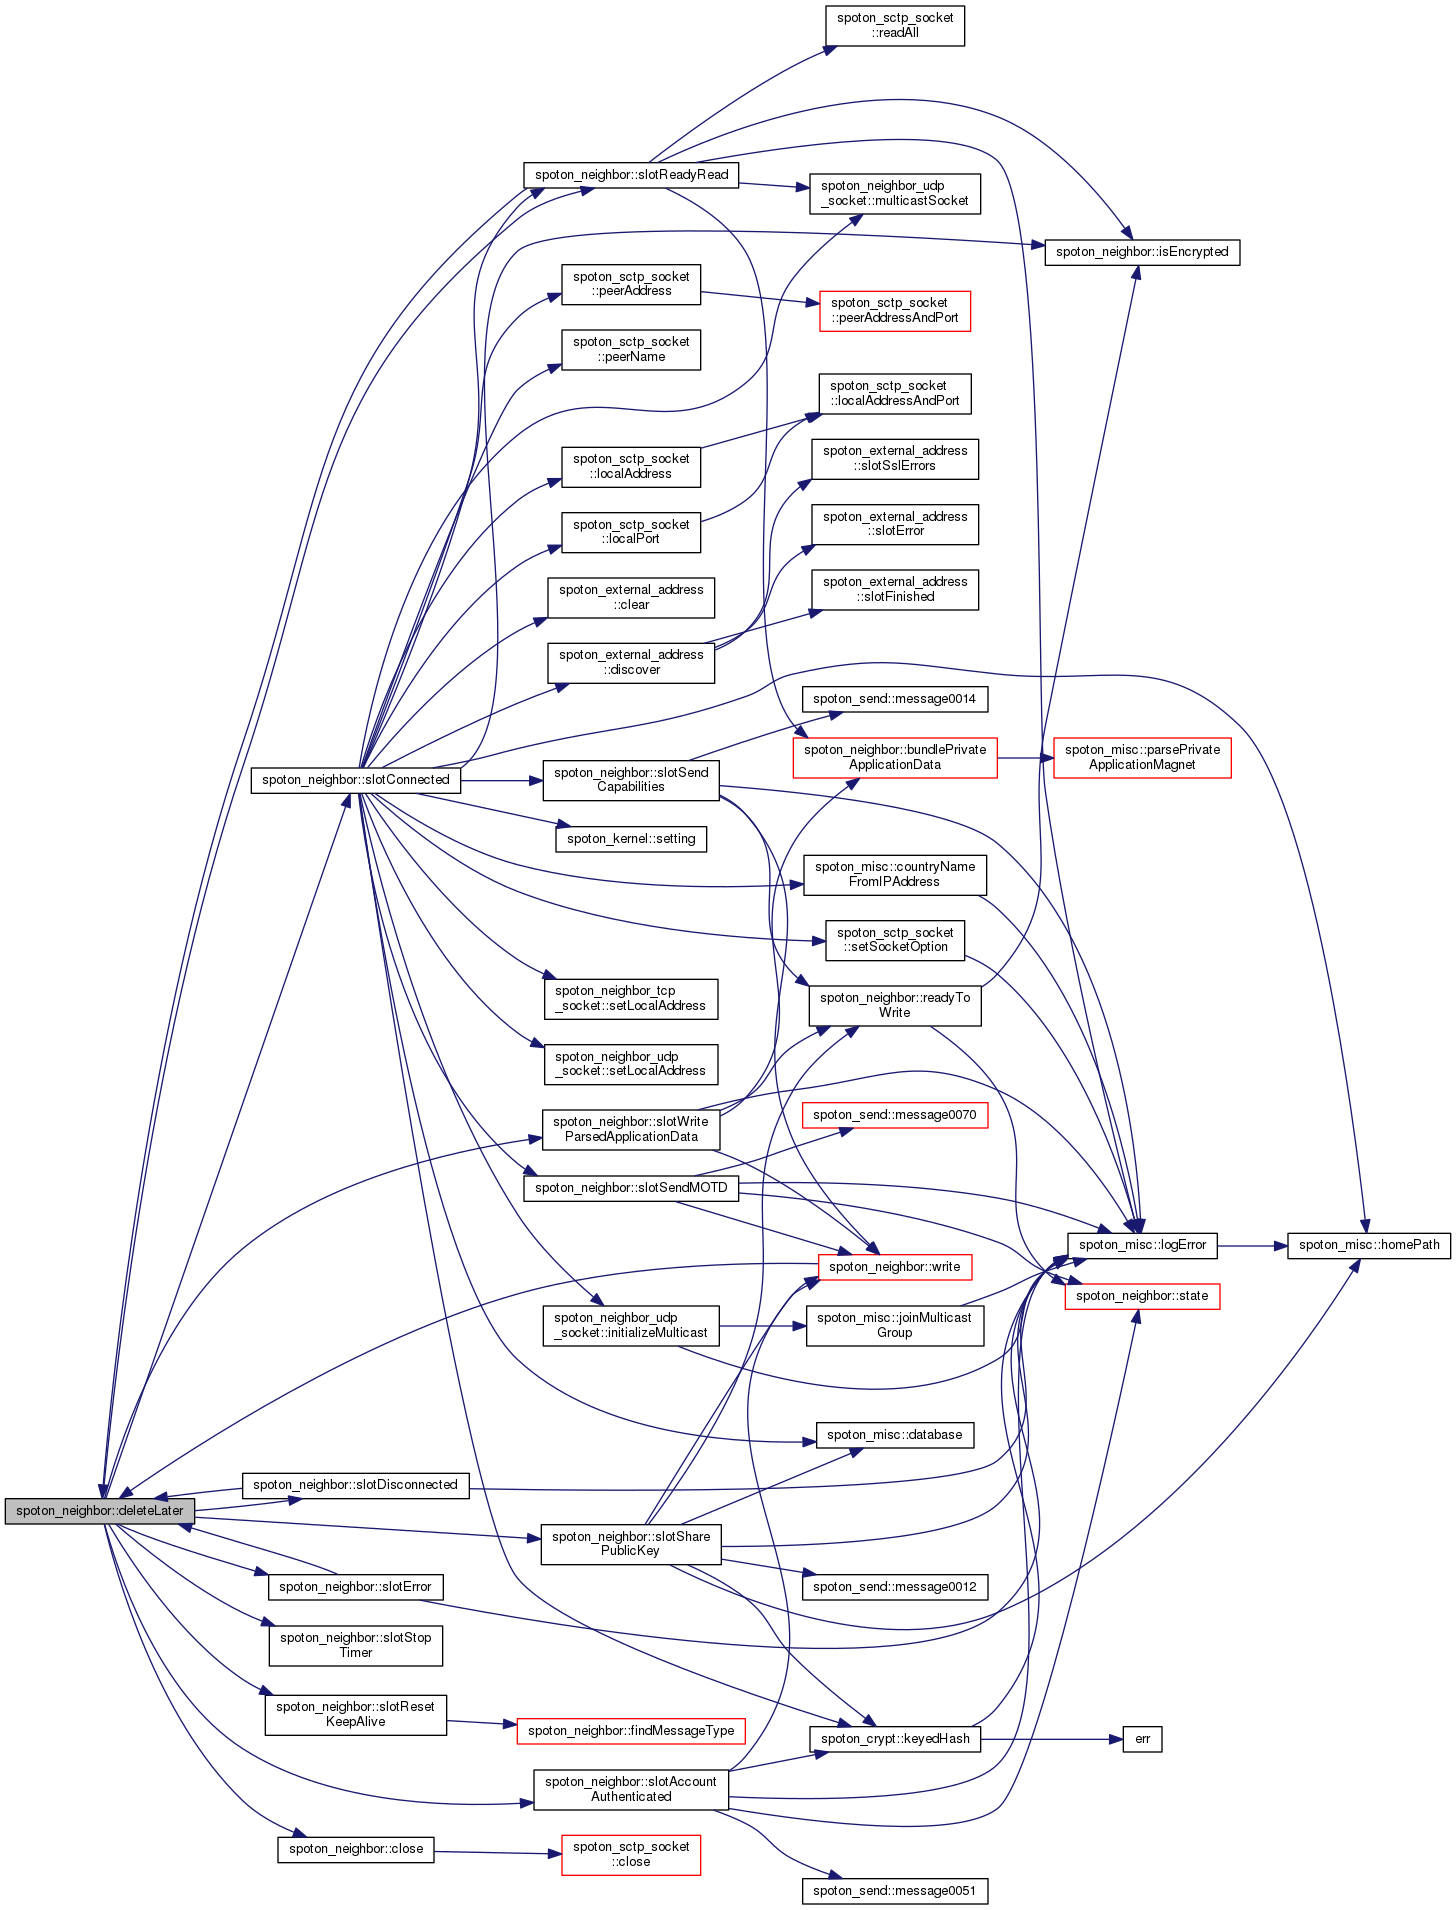 spoton_sctp_socket
::readAll
spoton_neighbor::slotReadyRead
spoton_neighbor_udp
_socket::multicastSocket
spoton_neighbor::isEncrypted
spoton_sctp_socket
::peerAddress
spoton_sctp_socket
::peerAddressAndPort
spoton_sctp_socket
::peerName
spoton_sctp_socket
::localAddressAndPort
spoton_sctp_socket
::localAddress
spoton_external_address
::slotSslErrors
spoton_sctp_socket
::localPort
spoton_external_address
::slotError
spoton_external_address
::clear
spoton_external_address
::slotFinished
spoton_external_address
::discover
spoton_send::message0014
spoton_neighbor::bundlePrivate
ApplicationData
spoton_misc::parsePrivate
ApplicationMagnet
spoton_neighbor::slotConnected
spoton_neighbor::slotSend
Capabilities
spoton_kernel::setting
spoton_misc::countryName
FromIPAddress
spoton_sctp_socket
::setSocketOption
spoton_neighbor_tcp
_socket::setLocalAddress
spoton_neighbor::readyTo
Write
spoton_neighbor_udp
_socket::setLocalAddress
spoton_neighbor::slotWrite
ParsedApplicationData
spoton_send::message0070
spoton_neighbor::slotSendMOTD
spoton_misc::logError
spoton_misc::homePath
spoton_neighbor::write
spoton_neighbor::state
spoton_neighbor_udp
_socket::initializeMulticast
spoton_misc::joinMulticast
Group
spoton_misc::database
spoton_neighbor::slotDisconnected
spoton_neighbor::deleteLater
spoton_neighbor::slotShare
PublicKey
spoton_neighbor::slotError
spoton_send::message0012
spoton_neighbor::slotStop
Timer
spoton_neighbor::slotReset
KeepAlive
spoton_neighbor::findMessageType
spoton_crypt::keyedHash
err
spoton_neighbor::slotAccount
Authenticated
spoton_neighbor::close
spoton_sctp_socket
::close
spoton_send::message0051